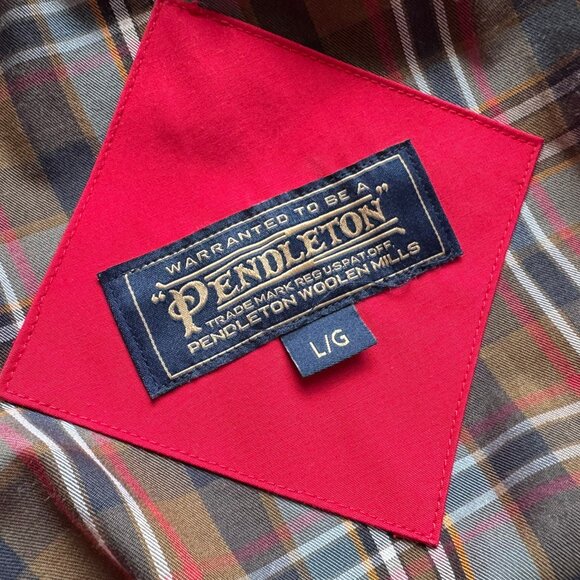 WARRANTED TO BE A
"PENDLETON"
TRADE MARK REG U.S.PAT.OFF
PENDLETON WOOLEN MILLS
L/G